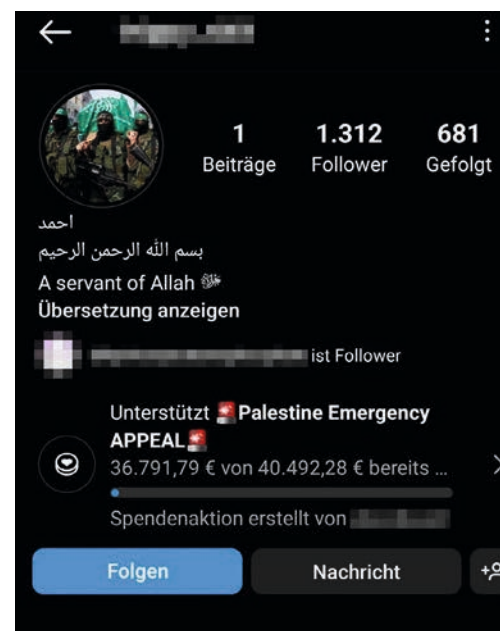 1 1.312 681
Beiträge Follower Gefolgt
احمد
بسم الله الرحمن الرحيم
A servant of Allah ﷻ
Übersetzung anzeigen
ist Follower
Unterstützt 🚨Palestine Emergency
APPEAL🚨
36.791,79 € von 40.492,28 € bereits ...
Spendenaktion erstellt von
Folgen Nachricht